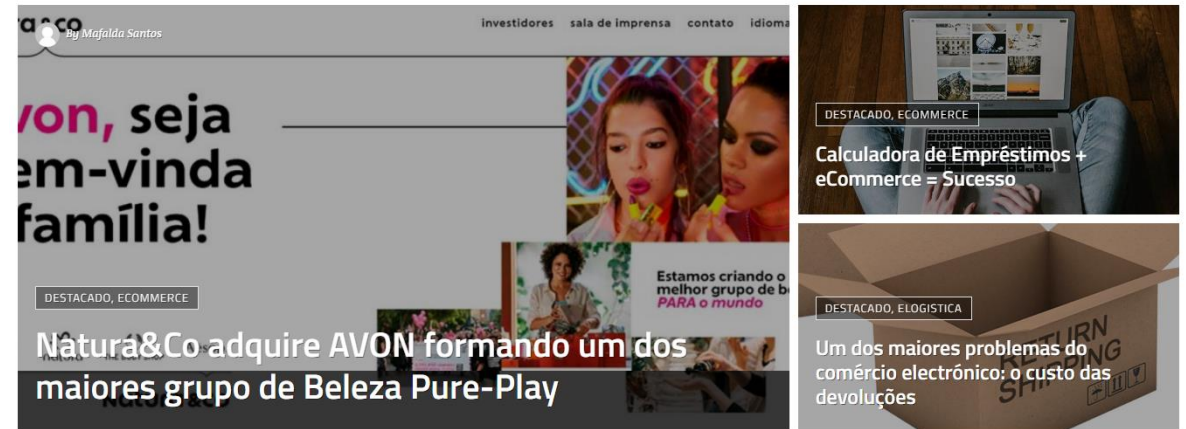 By Mafalda Santos
investidores sala de imprensa contato idioma
von, seja
em-vinda
família!
Estamos criando o
melhor grupo de b
PARA o mundo
DESTACADO, ECOMMERCE
Natura&Co adquire AVON formando um dos
maiores grupo de Beleza Pure-Play
DESTACADO, ECOMMERCE
Calculadora de Empréstimos +
eCommerce = Sucesso
DESTACADO, ELOGISTICA
Um dos maiores problemas do
comércio electrónico: o custo das
devoluções
RETURN
SHIPPING